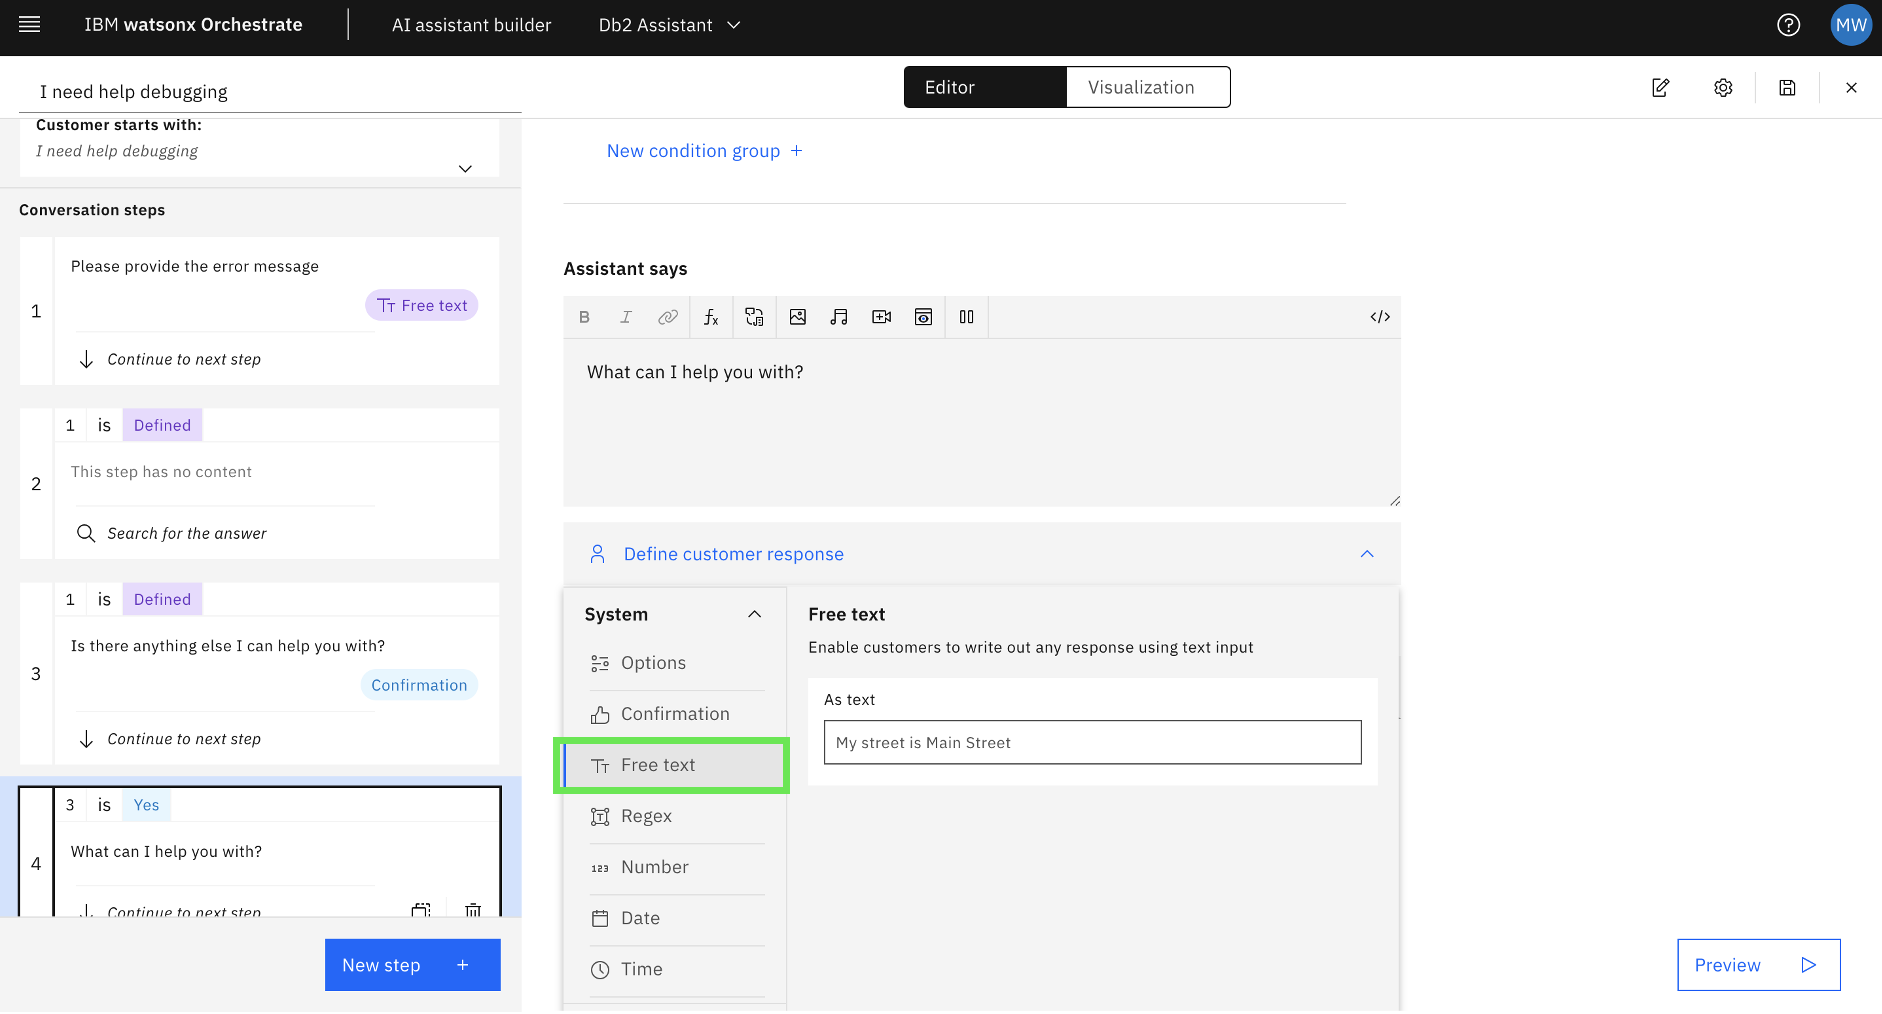 IBM watsonx Orchestrate
AI assistant builder
Db2 Assistant
MW
I need help debugging
Editor
Visualization
Customer starts with:
I need help debugging
Conversation steps
1
Please provide the error message
Free text
Continue to next step
2
1 is Defined
This step has no content
Search for the answer
3
1 is Defined
Is there anything else I can help you with?
Confirmation
Continue to next step
4
3 is Yes
What can I help you with?
Continue to next step
New step +
New condition group +
Assistant says
B I fx </>
What can I help you with?
Define customer response
System
Options
Confirmation
Free text
Regex
123 Number
Date
Time
Free text
Enable customers to write out any response using text input
As text
My street is Main Street
Preview